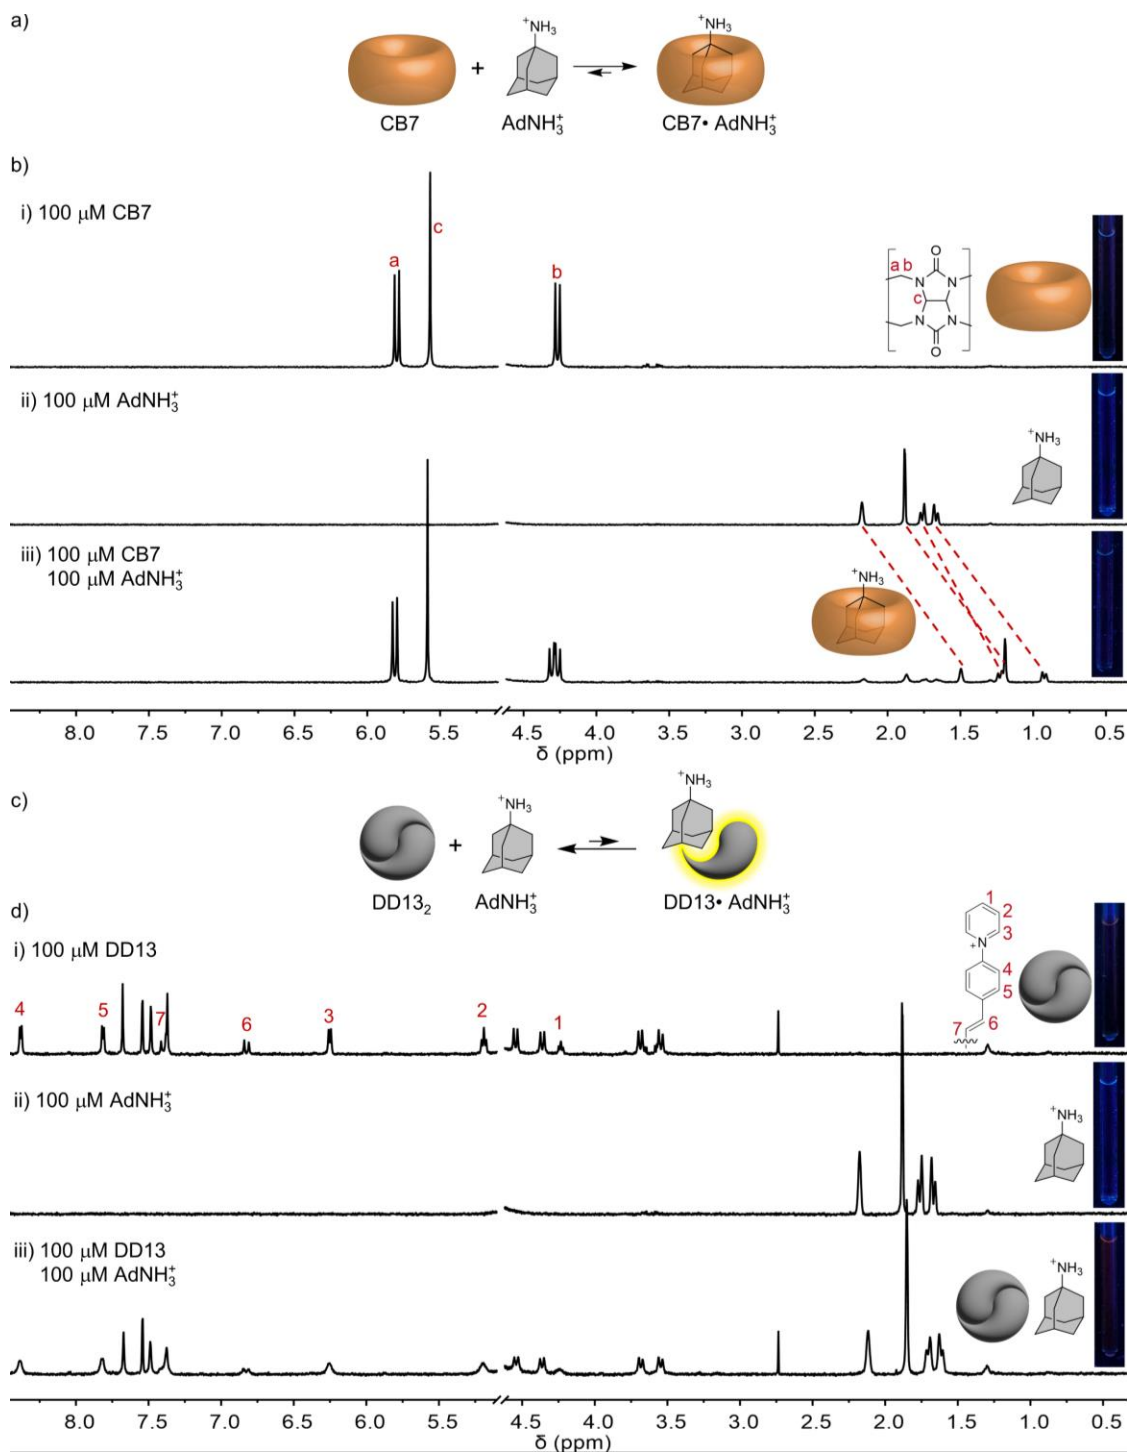 a)
⁺NH₃ ⁺NH₃
+
CB7 AdNH₃⁺ CB7• AdNH₃⁺
b)
i) 100 μM CB7
c
a
b
O
a b
N N
c
N N
O
ii) 100 μM AdNH₃⁺
⁺NH₃
iii) 100 μM CB7
100 μM AdNH₃⁺
⁺NH₃
8.0 7.5 7.0 6.5 6.0 5.5 4.5 4.0 3.5 3.0 2.5 2.0 1.5 1.0 0.5
δ (ppm)
c)
⁺NH₃ ⁺NH₃
+
DD13₂ AdNH₃⁺ DD13• AdNH₃⁺
d)
i) 100 μM DD13
1
2
3
N
+
4
5
7 6
4 5 7 6 3 2 1
ii) 100 μM AdNH₃⁺
⁺NH₃
iii) 100 μM DD13
100 μM AdNH₃⁺
⁺NH₃
8.0 7.5 7.0 6.5 6.0 5.5 4.5 4.0 3.5 3.0 2.5 2.0 1.5 1.0 0.5
δ (ppm)